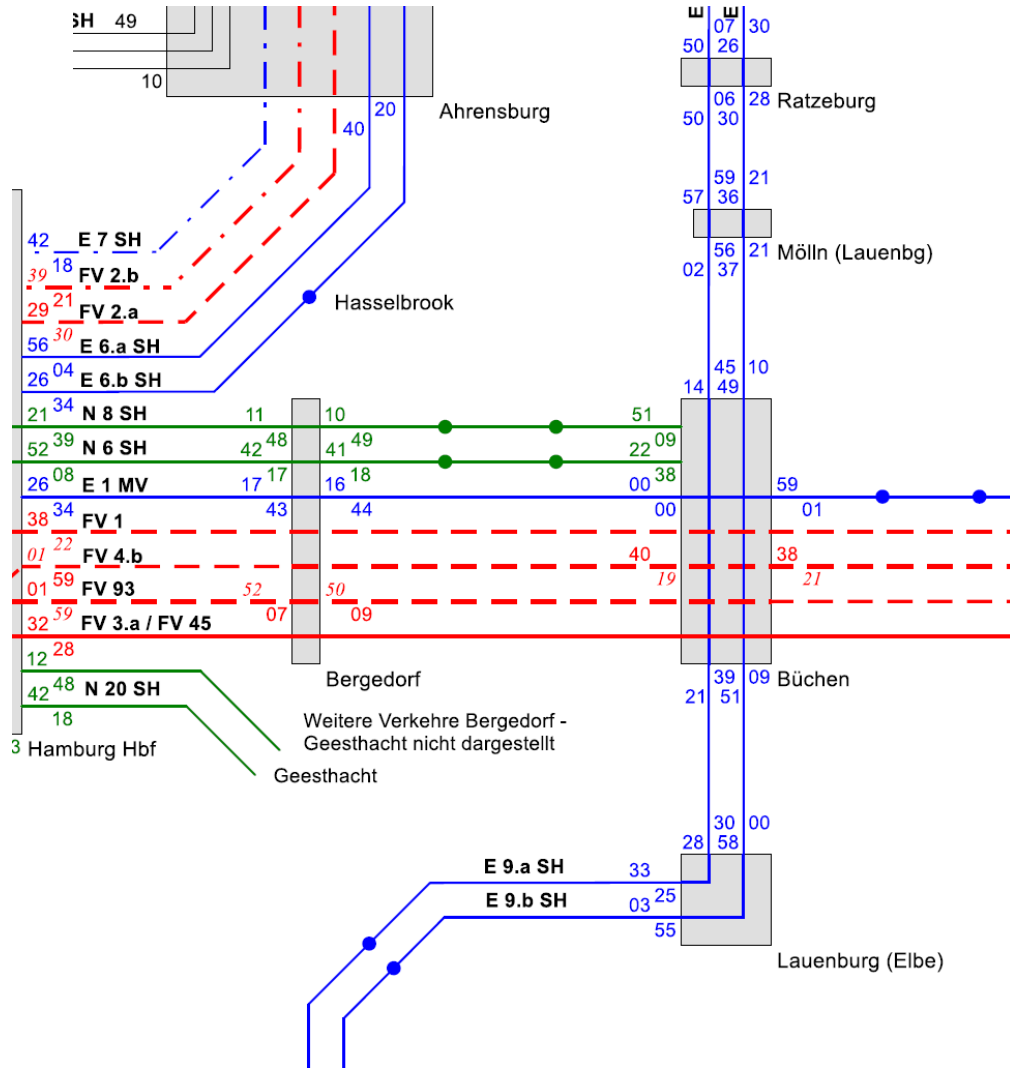 SH 49
10
E E
07 30
50 26
Ratzeburg
06 28
50 30
Ahrensburg
20
40
59 21
57 36
Mölln (Lauenbg)
56 21
02 37
42 E 7 SH
18
39 FV 2.b
21
29 FV 2.a
30
56 E 6.a SH
04
26 E 6.b SH
34
Hasselbrook
45 10
14 49
21 N 8 SH 11 10 51
39 48 49 09
52 N 6 SH 42 41 22
08 17 18 38
26 E 1 MV 17 16 00 59
34 43 44 00 01
38 FV 1
22
01 FV 4.b 40 38
59 19 21
01 FV 93 52 50
59 07 09
32 FV 3.a / FV 45
28
12
48
42 N 20 SH
18
Bergedorf
39 09
21 51
Büchen
Weitere Verkehre Bergedorf -
Geesthacht nicht dargestellt
3 Hamburg Hbf
Geesthacht
30 00
28 58
E 9.a SH 33
25
E 9.b SH 03
55
Lauenburg (Elbe)